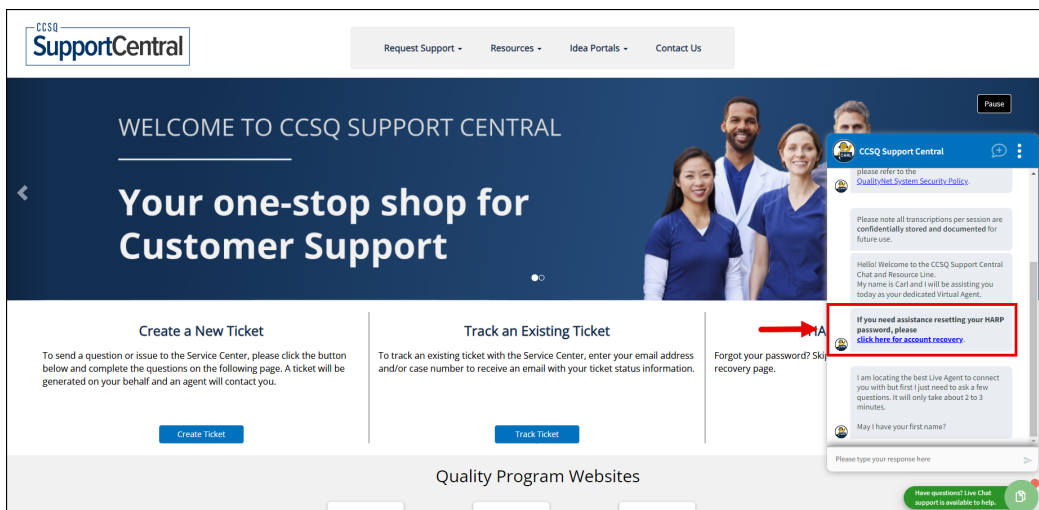 CCSQ
SupportCentral
Request Support
Resources
Idea Portals
Contact Us
WELCOME TO CCSQ SUPPORT CENTRAL
Your one-stop shop for
Customer Support
Pause
CARL
CCSQ Support Central
please refer to the
QualityNet System Security Policy.
Please note all transcriptions per session are
confidentially stored and documented for
future use.
Hello! Welcome to the CCSQ Support Central
Chat and Resource Line.
My name is Carl and I will be assisting you
today as your dedicated Virtual Agent.
If you need assistance resetting your HARP
password, please
click here for account recovery.
I am locating the best Live Agent to connect
you with but first I just need to ask a few
questions. It will only take about 2 to 3
minutes.
May I have your first name?
Please type your response here
Have questions? Live Chat
support is available to help.
Create a New Ticket
To send a question or issue to the Service Center, please click the button
below and complete the questions on the following page. A ticket will be
generated on your behalf and an agent will contact you.
Create Ticket
Track an Existing Ticket
To track an existing ticket with the Service Center, enter your email address
and/or case number to receive an email with your ticket status information.
Track Ticket
HA
Forgot your password? Ski
recovery page.
Quality Program Websites